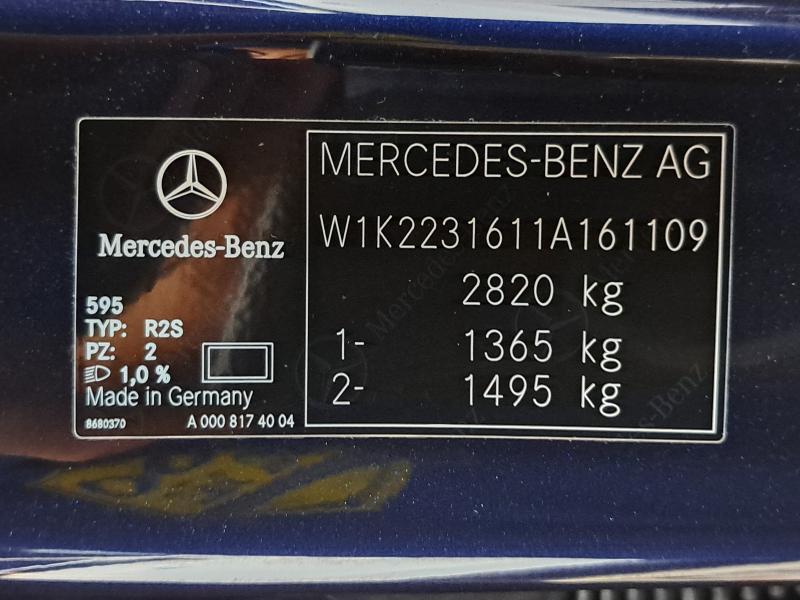 Mercedes-Benz
595
TYP: R2S
PZ: 2
1,0 %
Made in Germany
8680370
A 000 817 40 04
MERCEDES-BENZ AG
W1K2231611A161109
2820 kg
1- 1365 kg
2- 1495 kg